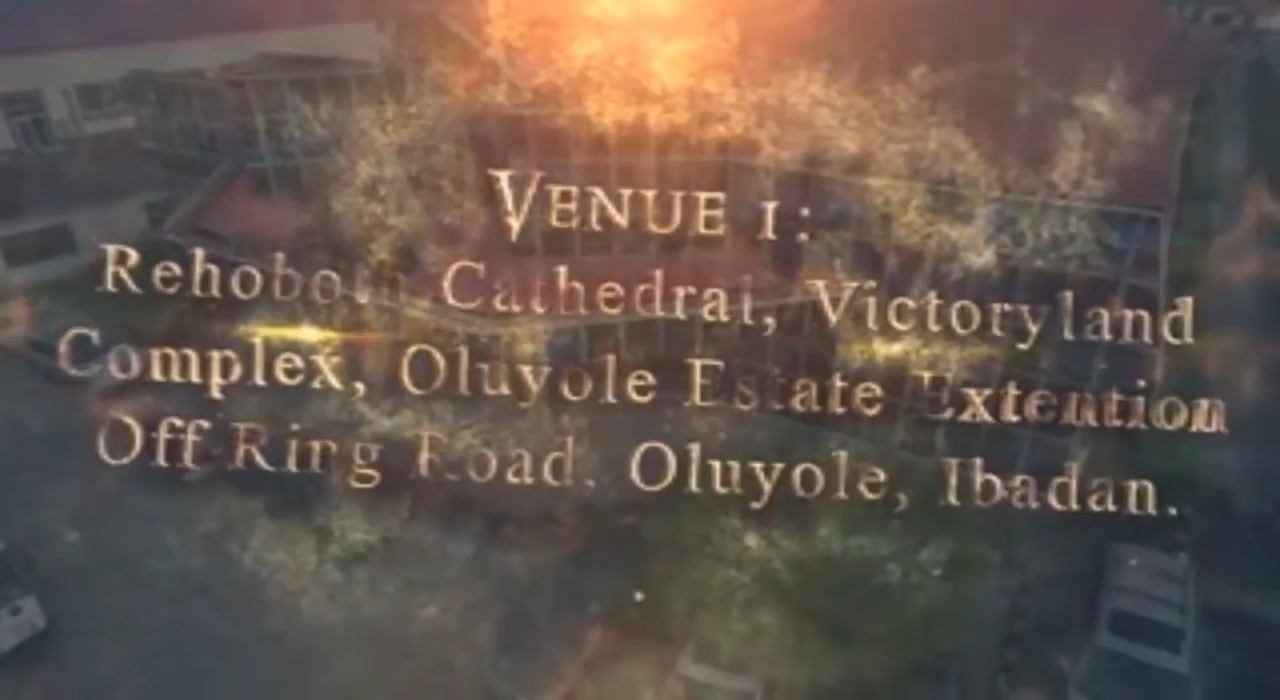 VENUE 1:
Rehoboth Cathedral, Victoryland
Complex, Oluyole Estate Extention
Off Ring Road, Oluyole, Ibadan.